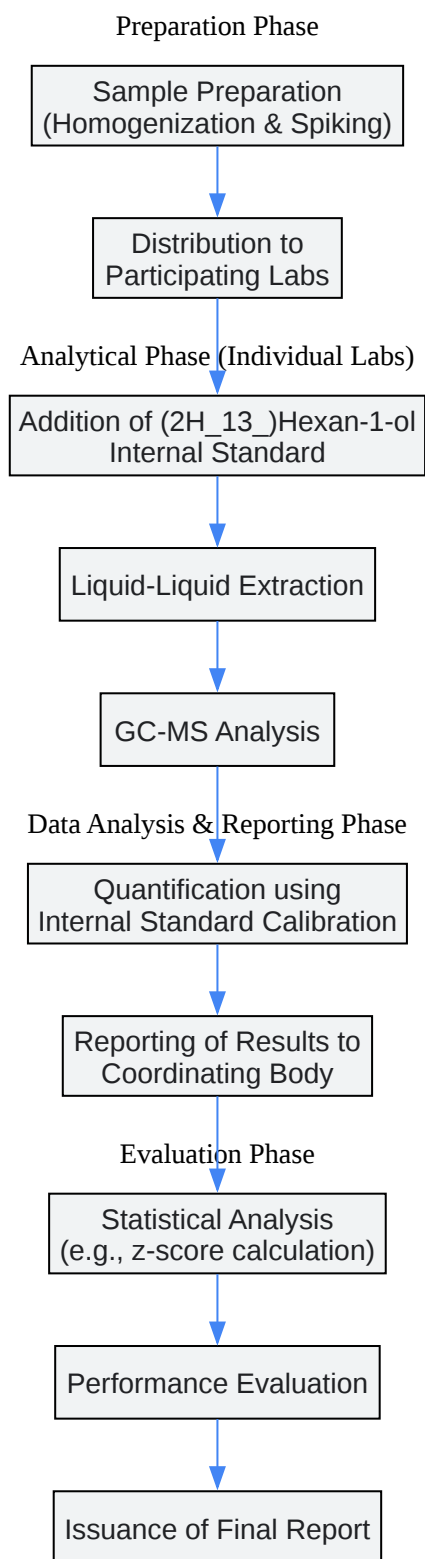 Preparation Phase
Sample Preparation
(Homogenization & Spiking)
Distribution to
Participating Labs
Analytical Phase (Individual Labs)
Addition of (2H_13_)Hexan-1-ol
Internal Standard
Liquid-Liquid Extraction
GC-MS Analysis
Data Analysis & Reporting Phase
Quantification using
Internal Standard Calibration
Reporting of Results to
Coordinating Body
Evaluation Phase
Statistical Analysis
(e.g., z-score calculation)
Performance Evaluation
Issuance of Final Report